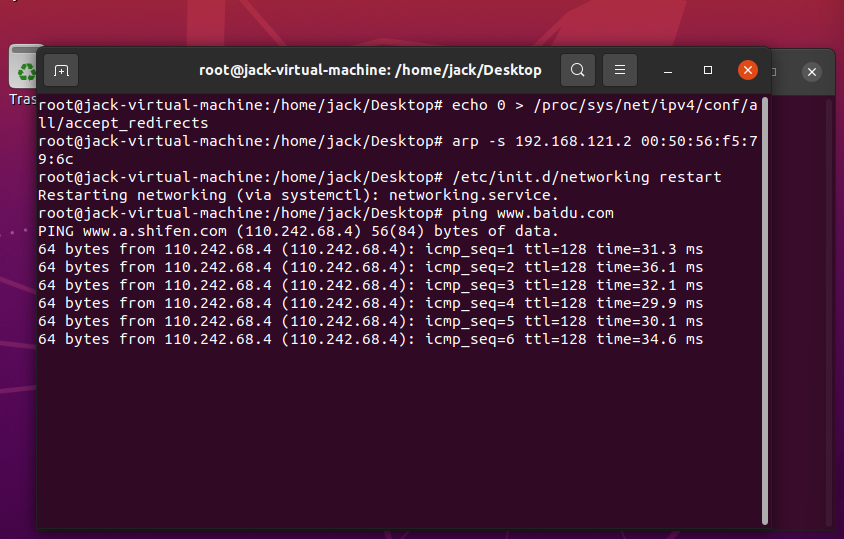 root@jack-virtual-machine: /home/jack/Desktop
Tras
root@jack-virtual-machine:/home/jack/Desktop# echo 0 > /proc/sys/net/ipv4/conf/a
ll/accept_redirects
root@jack-virtual-machine:/home/jack/Desktop# arp -s 192.168.121.2 00:50:56:f5:7
9:6c
root@jack-virtual-machine:/home/jack/Desktop# /etc/init.d/networking restart
Restarting networking (via systemctl): networking.service.
root@jack-virtual-machine:/home/jack/Desktop# ping www.baidu.com
PING www.a.shifen.com (110.242.68.4) 56(84) bytes of data.
64 bytes from 110.242.68.4 (110.242.68.4): icmp_seq=1 ttl=128 time=31.3 ms
64 bytes from 110.242.68.4 (110.242.68.4): icmp_seq=2 ttl=128 time=36.1 ms
64 bytes from 110.242.68.4 (110.242.68.4): icmp_seq=3 ttl=128 time=32.1 ms
64 bytes from 110.242.68.4 (110.242.68.4): icmp_seq=4 ttl=128 time=29.9 ms
64 bytes from 110.242.68.4 (110.242.68.4): icmp_seq=5 ttl=128 time=30.1 ms
64 bytes from 110.242.68.4 (110.242.68.4): icmp_seq=6 ttl=128 time=34.6 ms